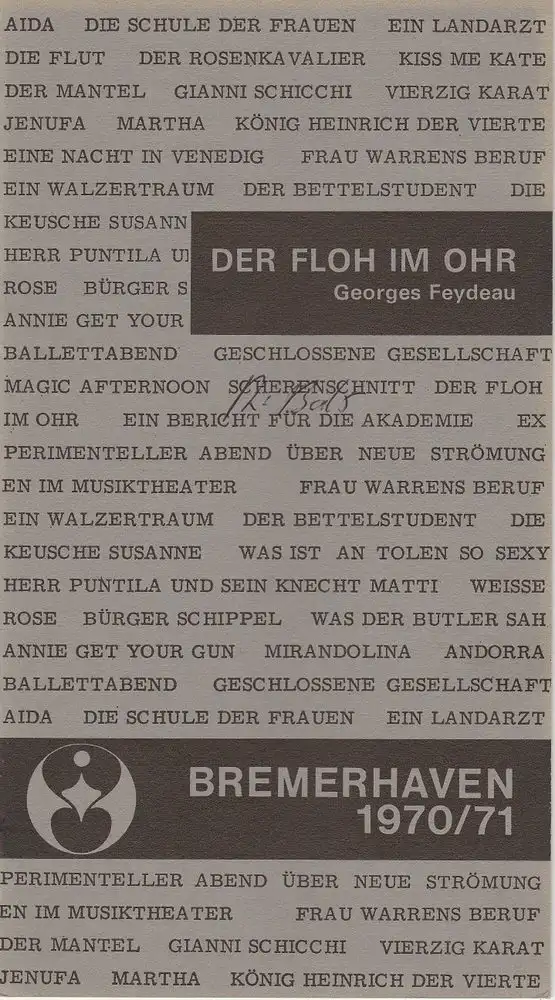 AIDA DIE SCHULE DER FRAUEN EIN LANDARZT
DIE FLUT DER ROSENKAVALIER KISS ME KATE
DER MANTEL GIANNI SCHICCHI VIERZIG KARAT
JENUFA MARTHA KÖNIG HEINRICH DER VIERTE
EINE NACHT IN VENEDIG FRAU WARRENS BERUF
EIN WALZERTRAUM DER BETTELSTUDENT DIE
KEUSCHE SUSANN
HERR PUNTILA U
DER FLOH IM OHR
Georges Feydeau
ROSE BÜRGER S
ANNIE GET YOUR
BALLETTABEND GESCHLOSSENE GESELLSCHAFT
MAGIC AFTERNOON SCHERENSCHNITT DER FLOH
IM OHR EIN BERICHT FÜR DIE AKADEMIE EX
PERIMENTELLER ABEND ÜBER NEUE STRÖMUNG
EN IM MUSIKTHEATER FRAU WARRENS BERUF
EIN WALZERTRAUM DER BETTELSTUDENT DIE
KEUSCHE SUSANNE WAS IST AN TOLEN SO SEXY
HERR PUNTILA UND SEIN KNECHT MATTI WEISSE
ROSE BÜRGER SCHIPPEL WAS DER BUTLER SAH
ANNIE GET YOUR GUN MIRANDOLINA ANDORRA
BALLETTABEND GESCHLOSSENE GESELLSCHAFT
AIDA DIE SCHULE DER FRAUEN EIN LANDARZT
BREMERHAVEN
1970/71
PERIMENTELLER ABEND ÜBER NEUE STRÖMUNG
EN IM MUSIKTHEATER FRAU WARRENS BERUF
DER MANTEL GIANNI SCHICCHI VIERZIG KARAT
JENUFA MARTHA KÖNIG HEINRICH DER VIERTE